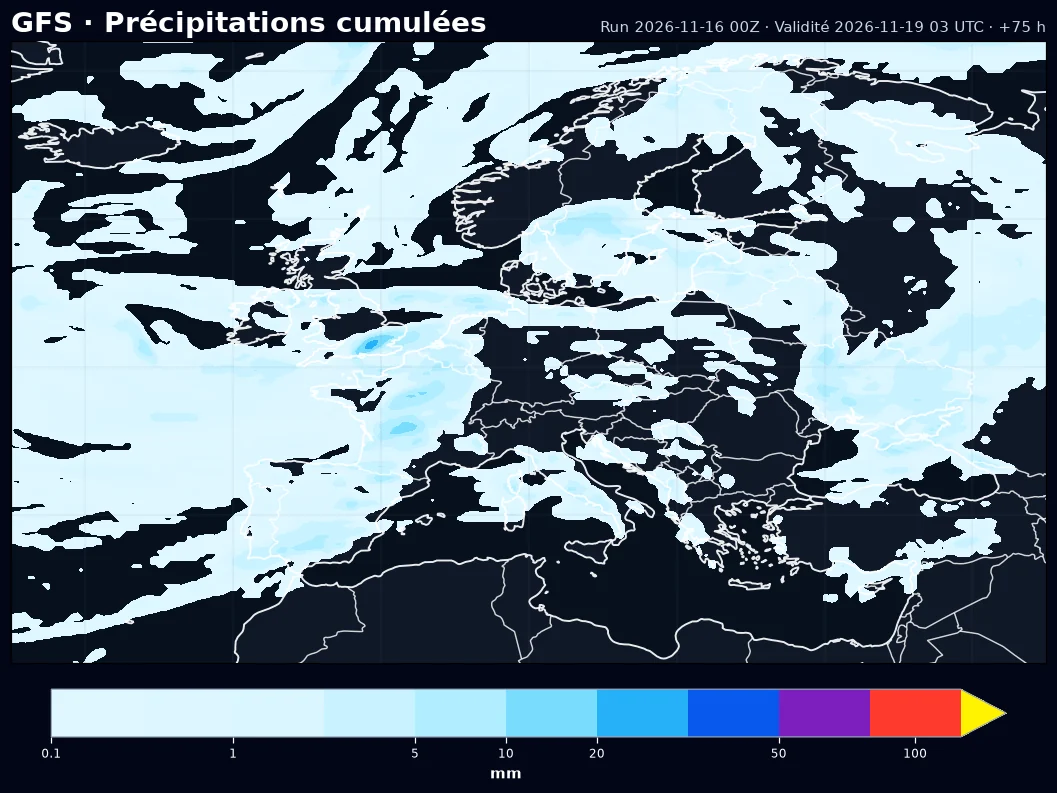 GFS · Précipitations cumulées
Run 2026-11-16 00Z · Validité 2026-11-19 03 UTC · +75 h
0.1 1 5 10 20 50 100
mm